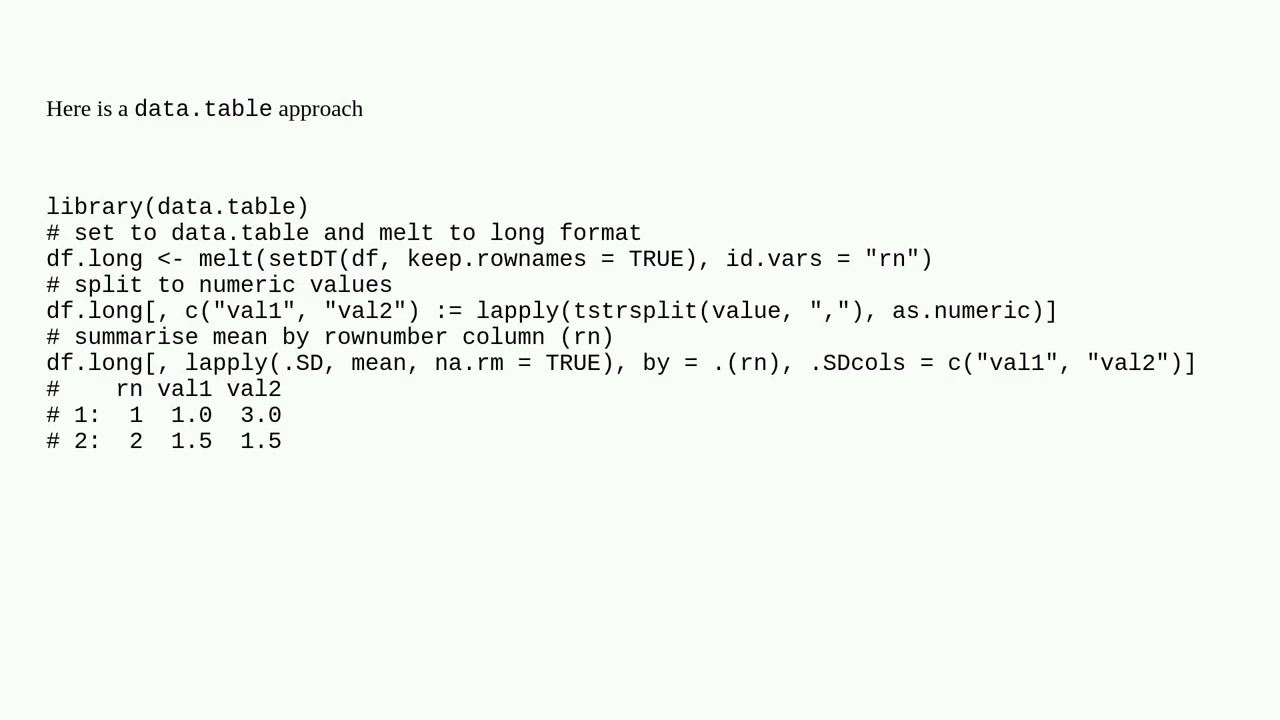 Here is a data.table approach
library(data.table)
# set to data.table and melt to long format
df.long <- melt(setDT(df, keep.rownames = TRUE), id.vars = "rn")
# split to numeric values
df.long[, c("val1", "val2") := lapply(tstrsplit(value, ","), as.numeric)]
# summarise mean by rownumber column (rn)
df.long[, lapply(.SD, mean, na.rm = TRUE), by = .(rn), .SDcols = c("val1", "val2")]
#    rn val1 val2
# 1:  1  1.0  3.0
# 2:  2  1.5  1.5